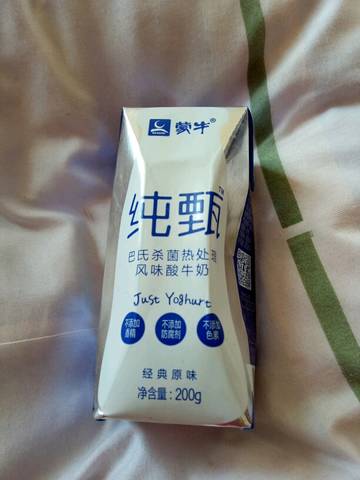 蒙牛®
纯甄™
巴氏杀菌热处理
风味酸牛奶
Just Yoghurt
不添加 香精
不添加 防腐剂
不添加 色素
经典原味
净含量：200g